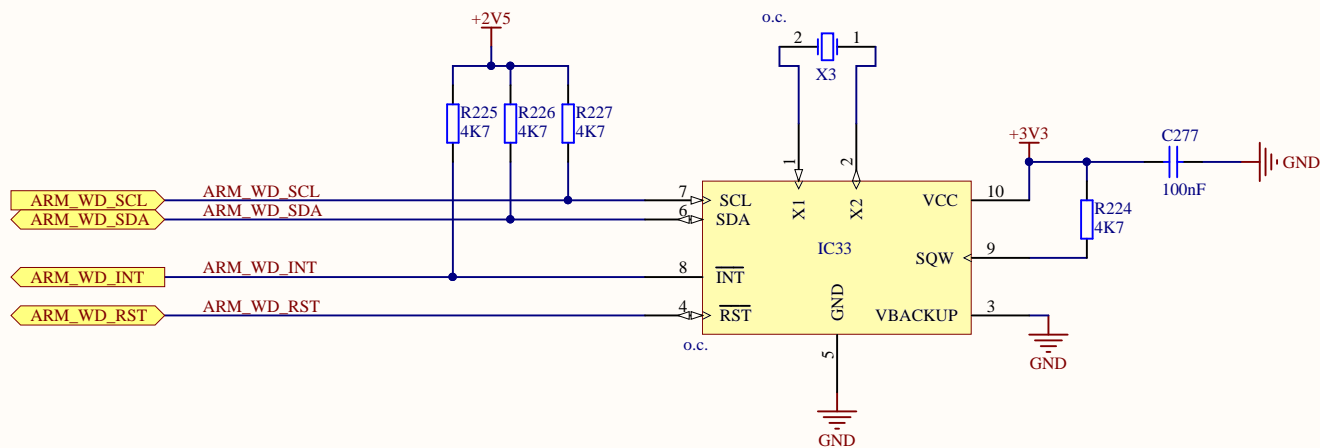 o.c.
+2V5
2
1
X3
R225
4K7
R226
4K7
R227
4K7
+3V3
C277
100nF
GND
1
2
ARM_WD_SCL
ARM_WD_SCL
7
SCL
X1
X2
VCC
10
R224
4K7
ARM_WD_SDA
ARM_WD_SDA
6
SDA
IC33
SQW
9
ARM_WD_INT
ARM_WD_INT
8
INT
GND
ARM_WD_RST
ARM_WD_RST
4
RST
VBACKUP
3
o.c.
5
GND
GND